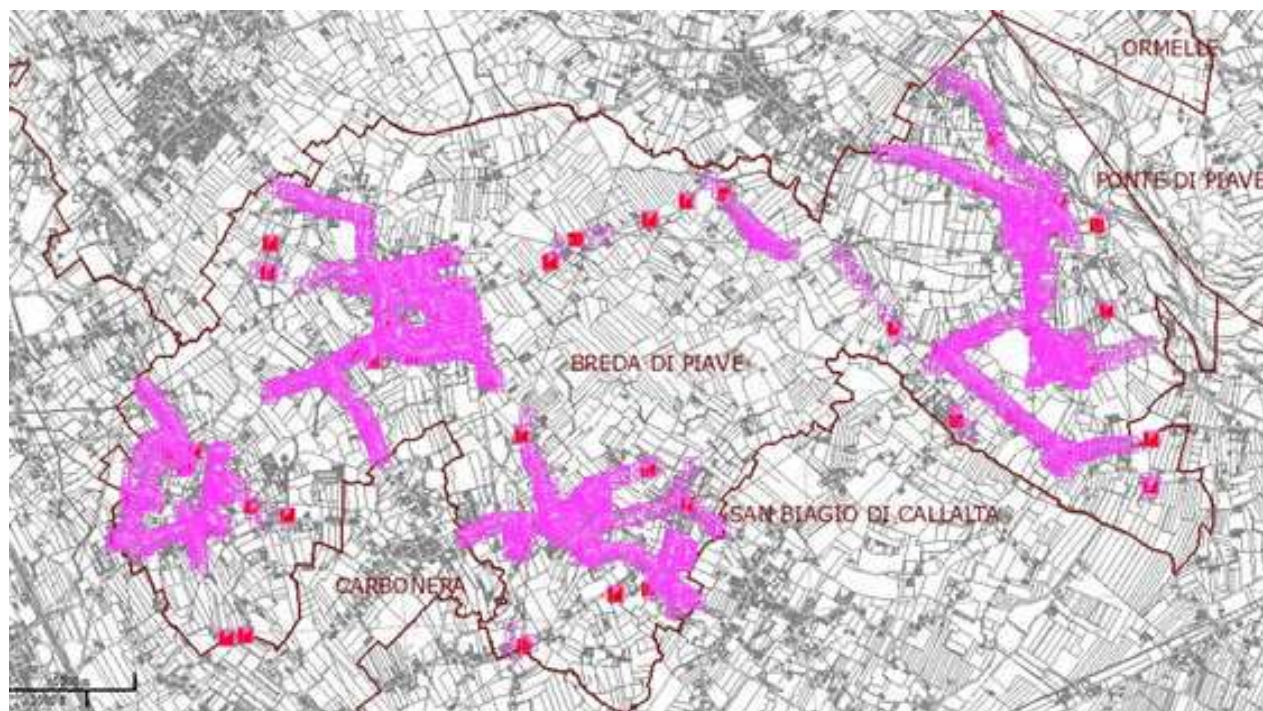 ORMELLE
PONTE DI PIAVE
BREDA DI PIAVE
SAN BIAGIO DI CALLALTA
CARBONERA